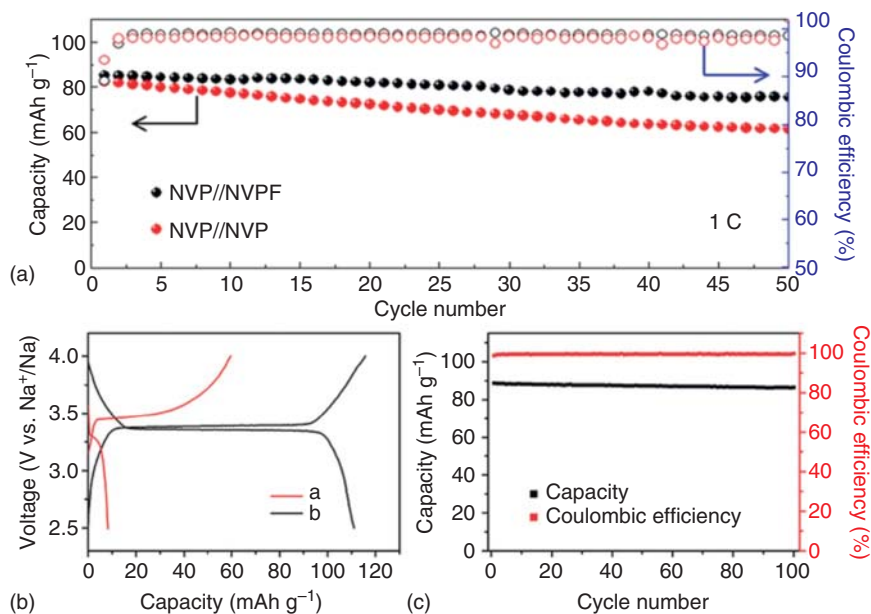 100
80
60
40
20
0
Capacity (mAh g⁻¹)
NVP//NVPF
NVP//NVP
1 C
100
90
80
70
60
50
Coulombic efficiency (%)
0 5 10 15 20 25 30 35 40 45 50
Cycle number
(a)
4.0
3.5
3.0
2.5
Voltage (V vs. Na⁺/Na)
a
b
0 20 40 60 80 100 120
Capacity (mAh g⁻¹)
(b)
120
100
80
60
40
20
0
Capacity (mAh g⁻¹)
Capacity
Coulombic efficiency
100
80
60
40
20
0
Coulombic efficiency
(%)
0 20 40 60 80 100
Cycle number
(c)